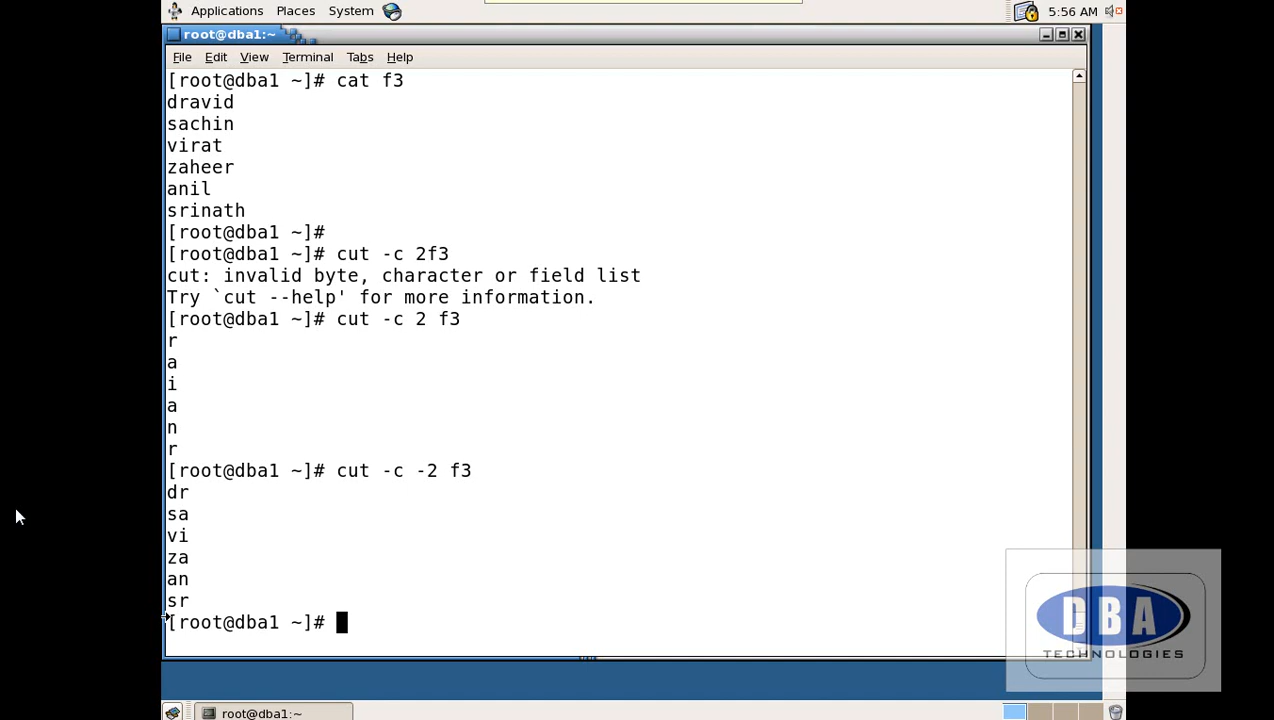 Applications Places System
5:56 AM
root@dba1:~
File Edit View Terminal Tabs Help
[root@dba1 ~]# cat f3
dravid
sachin
virat
zaheer
anil
srinath
[root@dba1 ~]#
[root@dba1 ~]# cut -c 2f3
cut: invalid byte, character or field list
Try `cut --help' for more information.
[root@dba1 ~]# cut -c 2 f3
r
a
i
a
n
r
[root@dba1 ~]# cut -c -2 f3
dr
sa
vi
za
an
sr
[root@dba1 ~]#
DBA
TECHNOLOGIES
root@dba1:~